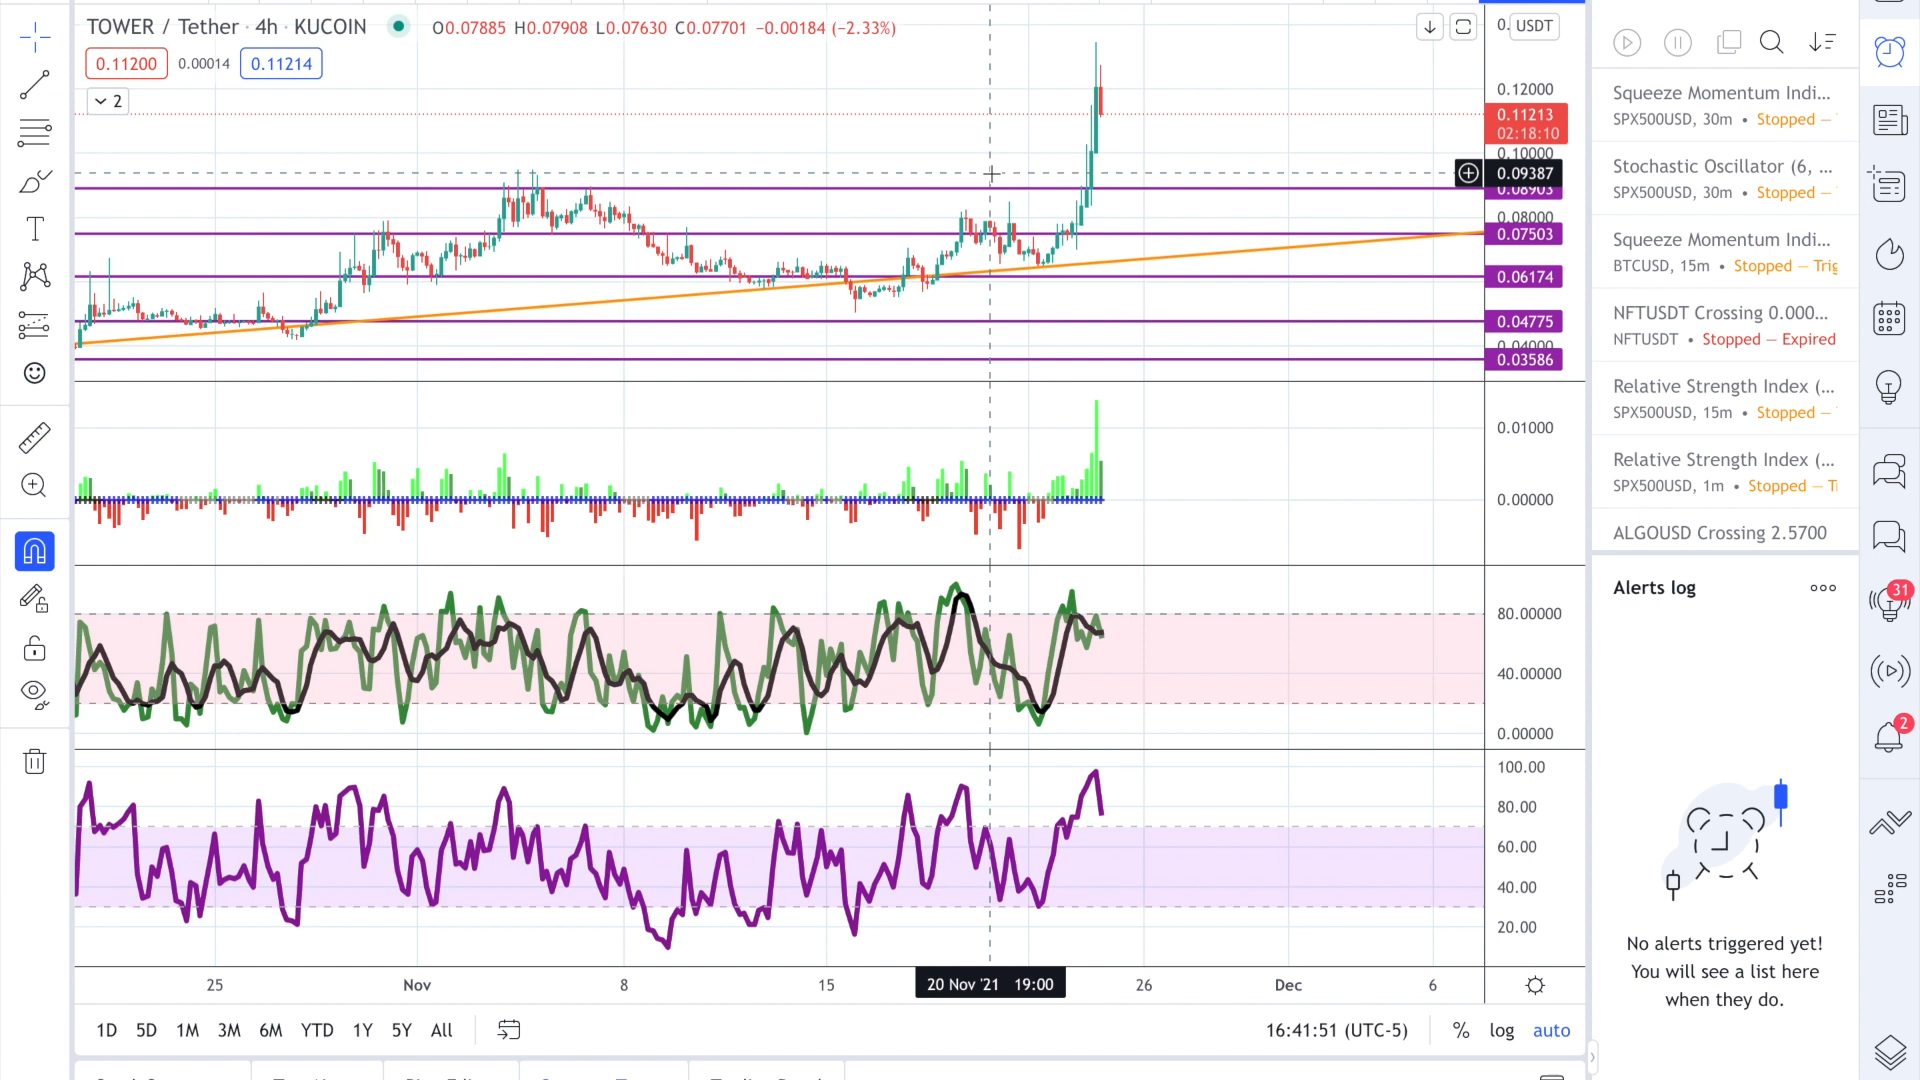 TOWER / Tether · 4h · KUCOIN O0.07885 H0.07908 L0.07630 C0.07701 −0.00184 (−2.33%)
0.11200 0.00014 0.11214
2
USDT
0.12000
0.11213
02:18:10
0.10000
0.09387
0.08903
0.08000
0.07503
0.06174
0.04775
0.04000
0.03586
0.01000
0.00000
80.00000
40.00000
0.00000
100.00
80.00
60.00
40.00
20.00
25 Nov 8 15 20 Nov '21 19:00 26 Dec 6
1D 5D 1M 3M 6M YTD 1Y 5Y All 16:41:51 (UTC-5) % log auto
Squeeze Momentum Indi...
SPX500USD, 30m • Stopped —
Stochastic Oscillator (6, ...
SPX500USD, 30m • Stopped —
Squeeze Momentum Indi...
BTCUSD, 15m • Stopped — Trig
NFTUSDT Crossing 0.000...
NFTUSDT • Stopped — Expired
Relative Strength Index (...
SPX500USD, 15m • Stopped —
Relative Strength Index (...
SPX500USD, 1m • Stopped — T
ALGOUSD Crossing 2.5700
Alerts log
No alerts triggered yet!
You will see a list here
when they do.
31
2